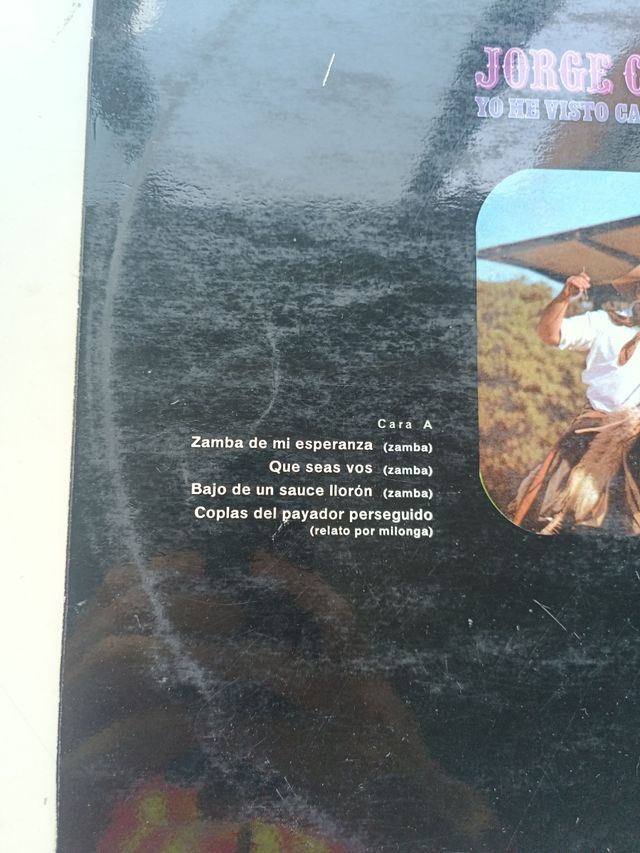 JORGE
YO HE VISTO
Cara A
Zamba de mi esperanza (zamba)
Que seas vos (zamba)
Bajo de un sauce llorón (zamba)
Coplas del payador perseguido
(relato por milonga)